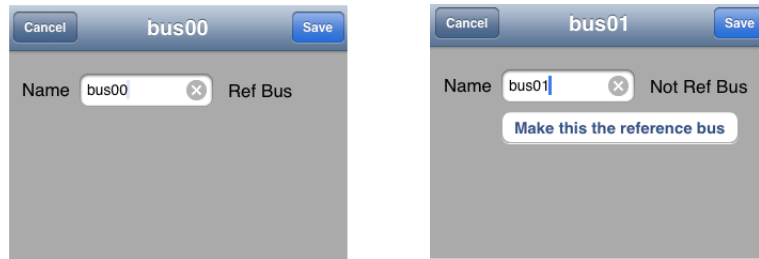 Cancel bus00 Save
Name bus00 Ref Bus
Cancel bus01 Save
Name bus01 Not Ref Bus
Make this the reference bus